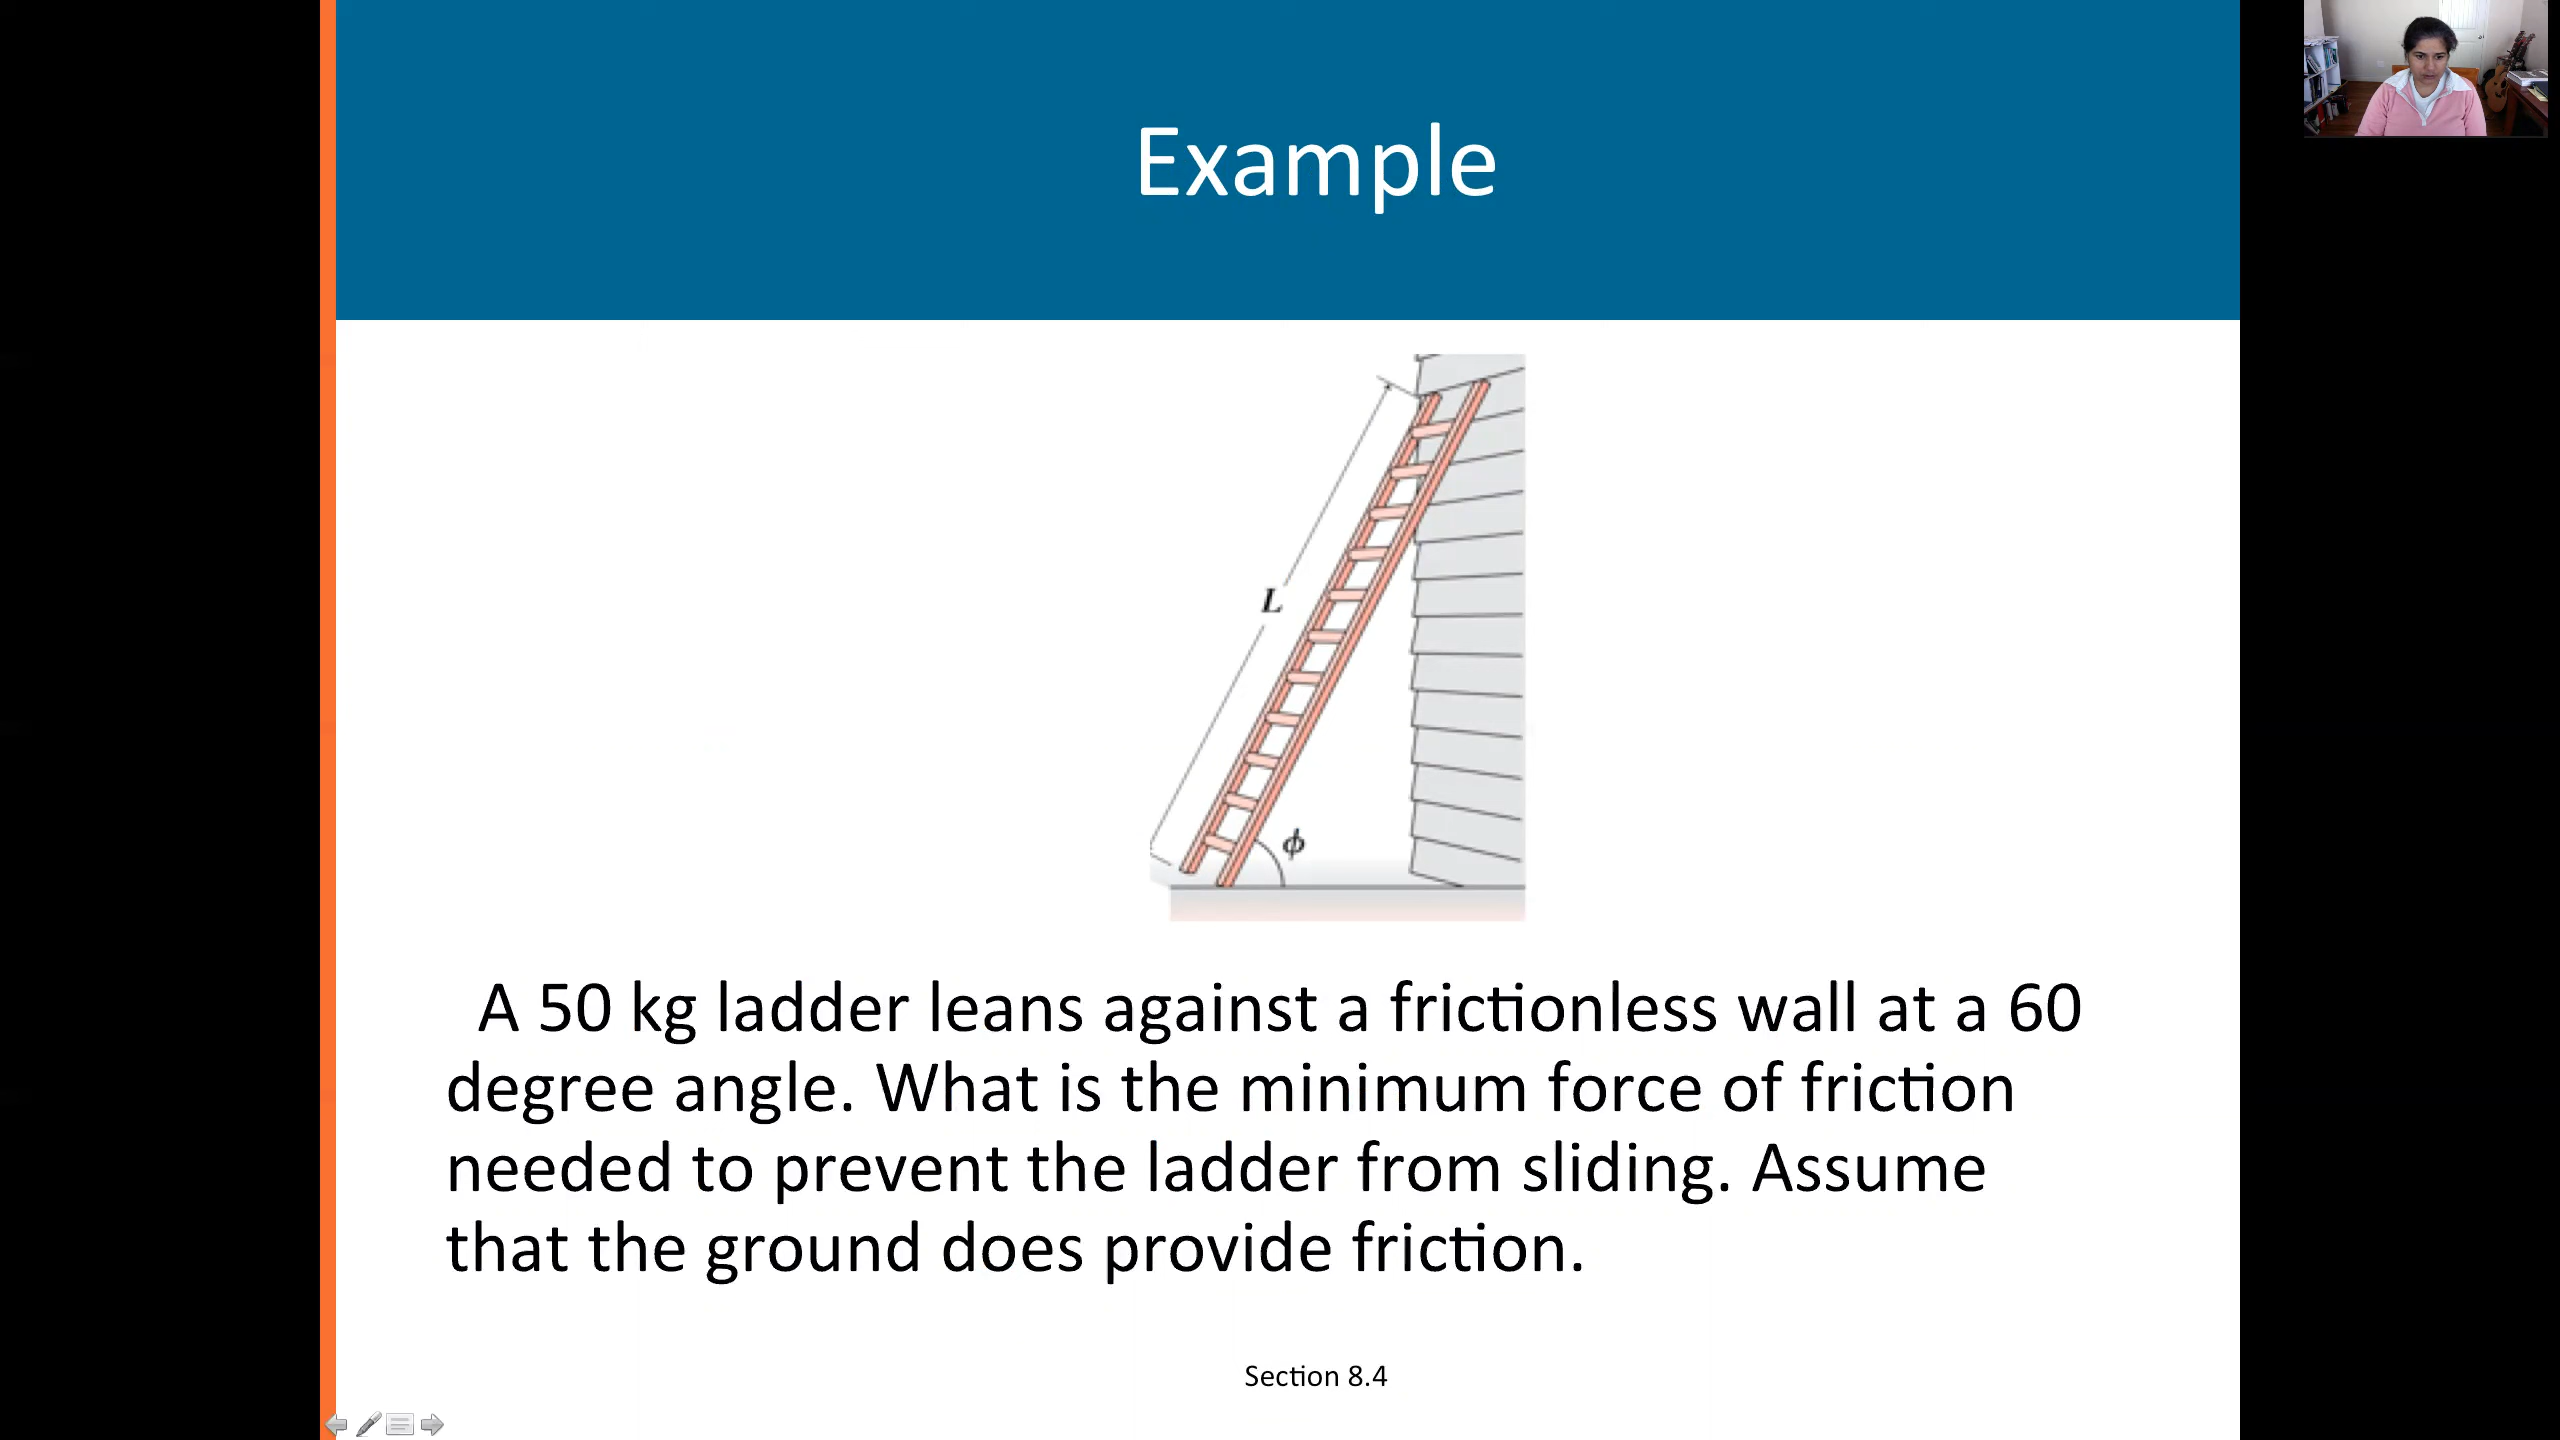 Example
L
ϕ
A 50 kg ladder leans against a frictionless wall at a 60
degree angle. What is the minimum force of friction
needed to prevent the ladder from sliding. Assume
that the ground does provide friction.
Section 8.4